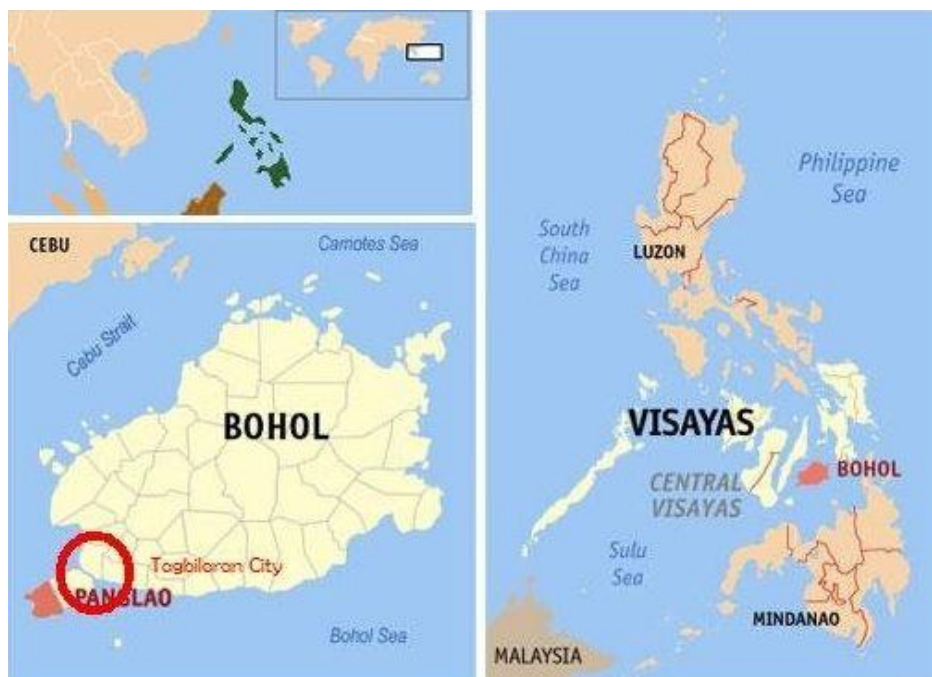 CEBU
Camotes Sea
Cebu Strait
BOHOL
Tagbilaran City
PANGLAO
Bohol Sea
Philippine
Sea
South
China
Sea
LUZON
VISAYAS
CENTRAL
VISAYAS
BOHOL
Sulu
Sea
MINDANAO
MALAYSIA